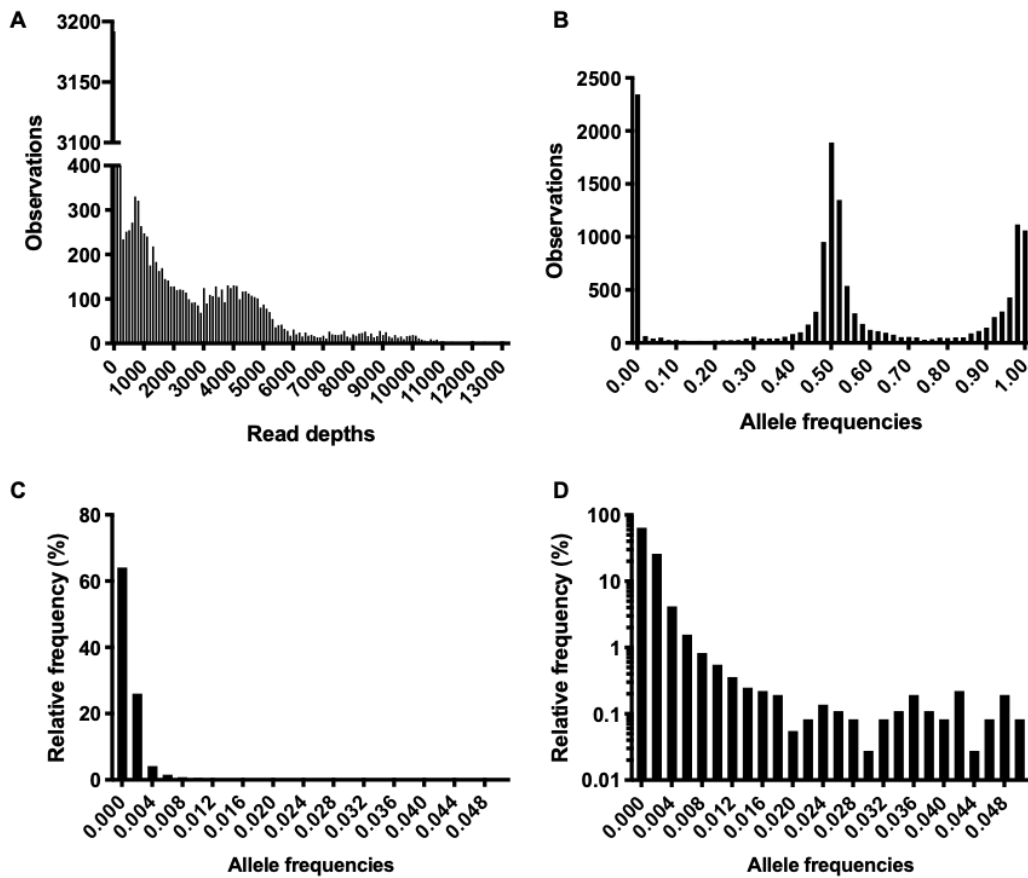 A
3200
3150
3100
400
300
200
100
0
Observations
0 1000 2000 3000 4000 5000 6000 7000 8000 9000 10000 11000 12000 13000
Read depths
B
2500
2000
1500
1000
500
0
Observations
0.00 0.10 0.20 0.30 0.40 0.50 0.60 0.70 0.80 0.90 1.00
Allele frequencies
C
80
60
40
20
0
Relative frequency (%)
0.000 0.004 0.008 0.012 0.016 0.020 0.024 0.028 0.032 0.036 0.040 0.044 0.048
Allele frequencies
D
100
10
1
0.1
0.01
Relative frequency (%)
0.000 0.004 0.008 0.012 0.016 0.020 0.024 0.028 0.032 0.036 0.040 0.044 0.048
Allele frequencies